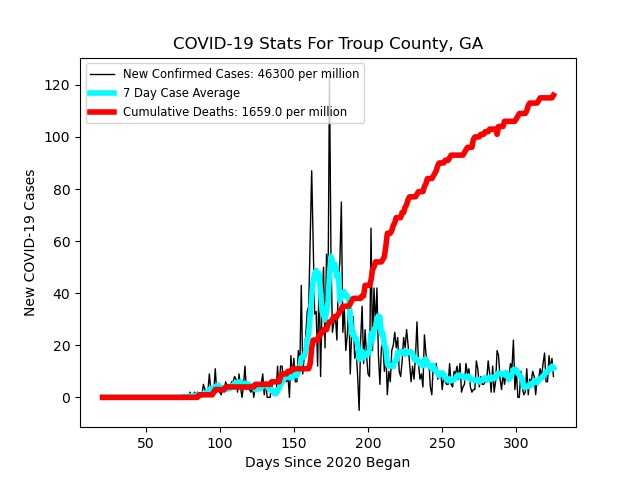 COVID-19 Stats For Troup County, GA
New Confirmed Cases: 46300 per million
7 Day Case Average
Cumulative Deaths: 1659.0 per million
New COVID-19 Cases
120
100
80
60
40
20
0
50 100 150 200 250 300
Days Since 2020 Began